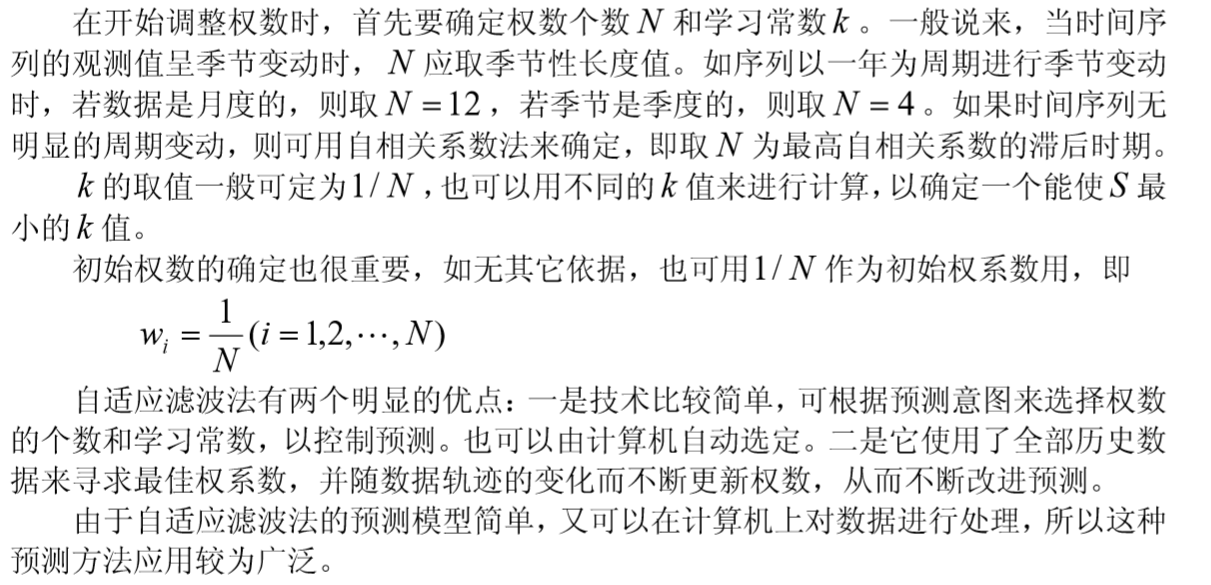 在开始调整权数时，首先要确定权数个数 N 和学习常数 k 。一般说来，当时间序
列的观测值呈季节变动时， N 应取季节性长度值。如序列以一年为周期进行季节变动
时，若数据是月度的，则取 N = 12 ，若季节是季度的，则取 N = 4 。如果时间序列无
明显的周期变动，则可用自相关系数法来确定，即取 N 为最高自相关系数的滞后时期。
k 的取值一般可定为 1/ N ，也可以用不同的 k 值来进行计算，以确定一个能使 S 最
小的 k 值。
初始权数的确定也很重要，如无其它依据，也可用 1/ N 作为初始权系数用，即
w_i = 1/N (i = 1,2,⋯, N)
自适应滤波法有两个明显的优点：一是技术比较简单，可根据预测意图来选择权数
的个数和学习常数，以控制预测。也可以由计算机自动选定。二是它使用了全部历史数
据来寻求最佳权系数，并随数据轨迹的变化而不断更新权数，从而不断改进预测。
由于自适应滤波法的预测模型简单，又可以在计算机上对数据进行处理，所以这种
预测方法应用较为广泛。